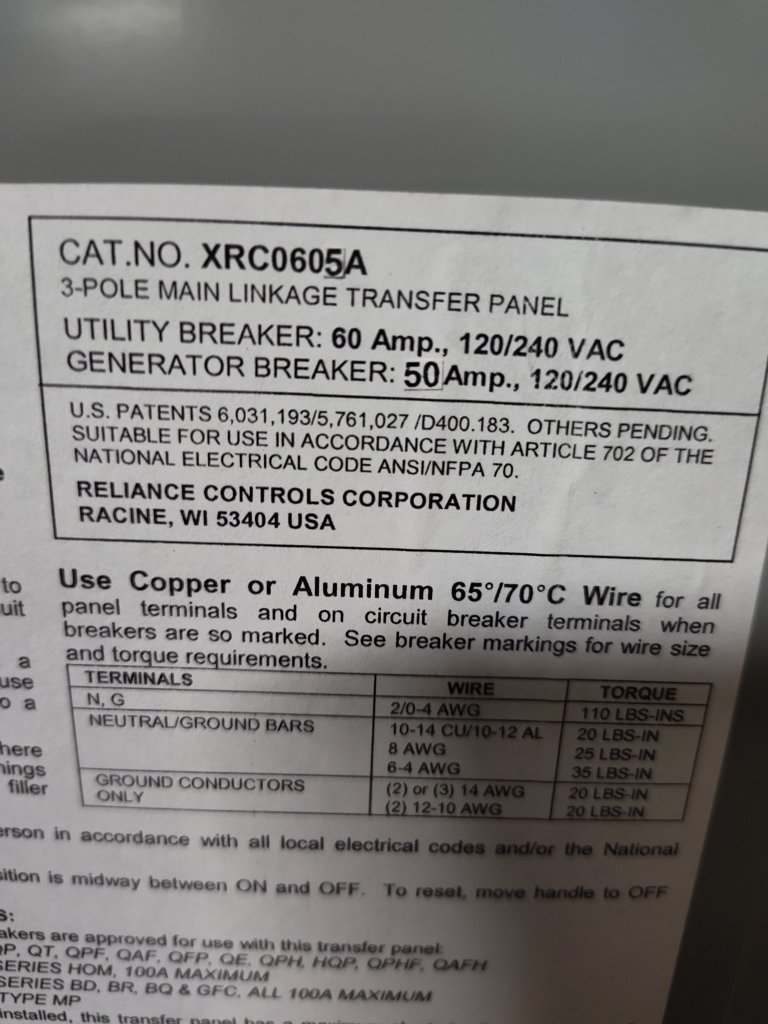 CAT.NO. XRC0605A
3-POLE MAIN LINKAGE TRANSFER PANEL
UTILITY BREAKER: 60 Amp., 120/240 VAC
GENERATOR BREAKER: 50 Amp., 120/240 VAC
U.S. PATENTS 6,031,193/5,761,027 /D400.183. OTHERS PENDING.
SUITABLE FOR USE IN ACCORDANCE WITH ARTICLE 702 OF THE
NATIONAL ELECTRICAL CODE ANSI/NFPA 70.
RELIANCE CONTROLS CORPORATION
RACINE, WI 53404 USA
to
uit
a
use
o a
here
nings
filler
Use Copper or Aluminum 65°/70°C Wire for all
panel terminals and on circuit breaker terminals when
breakers are so marked. See breaker markings for wire size
and torque requirements.
TERMINALS WIRE TORQUE
N, G 2/0-4 AWG 110 LBS-INS
NEUTRAL/GROUND BARS 10-14 CU/10-12 AL 20 LBS-IN
8 AWG 25 LBS-IN
6-4 AWG 35 LBS-IN
GROUND CONDUCTORS (2) or (3) 14 AWG 20 LBS-IN
ONLY (2) 12-10 AWG 20 LBS-IN
erson in accordance with all local electrical codes and/or the National
sition is midway between ON and OFF. To reset, move handle to OFF
S:
akers are approved for use with this transfer panel:
QP, QT, QPF, QAF, QFP, QE, QPH, HQP, QPHF, QAFH
SERIES HOM, 100A MAXIMUM
SERIES BD, BR, BQ & GFC, ALL 100A MAXIMUM
TYPE MP
installed, this transfer panel has a maximum